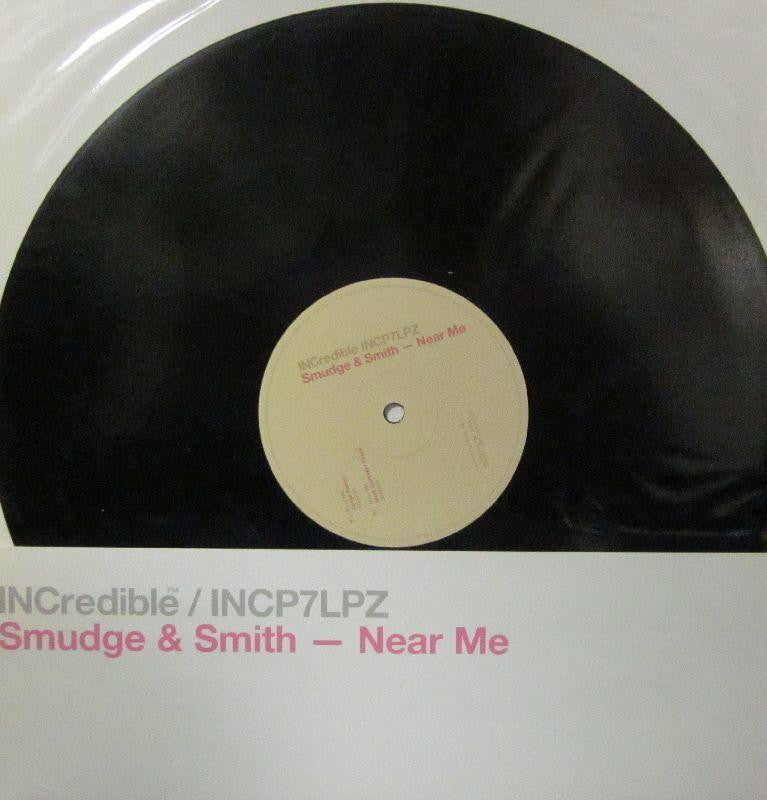 INCredible INCP7LPZ
Smudge & Smith — Near Me
INCredible™ / INCP7LPZ
Smudge & Smith — Near Me